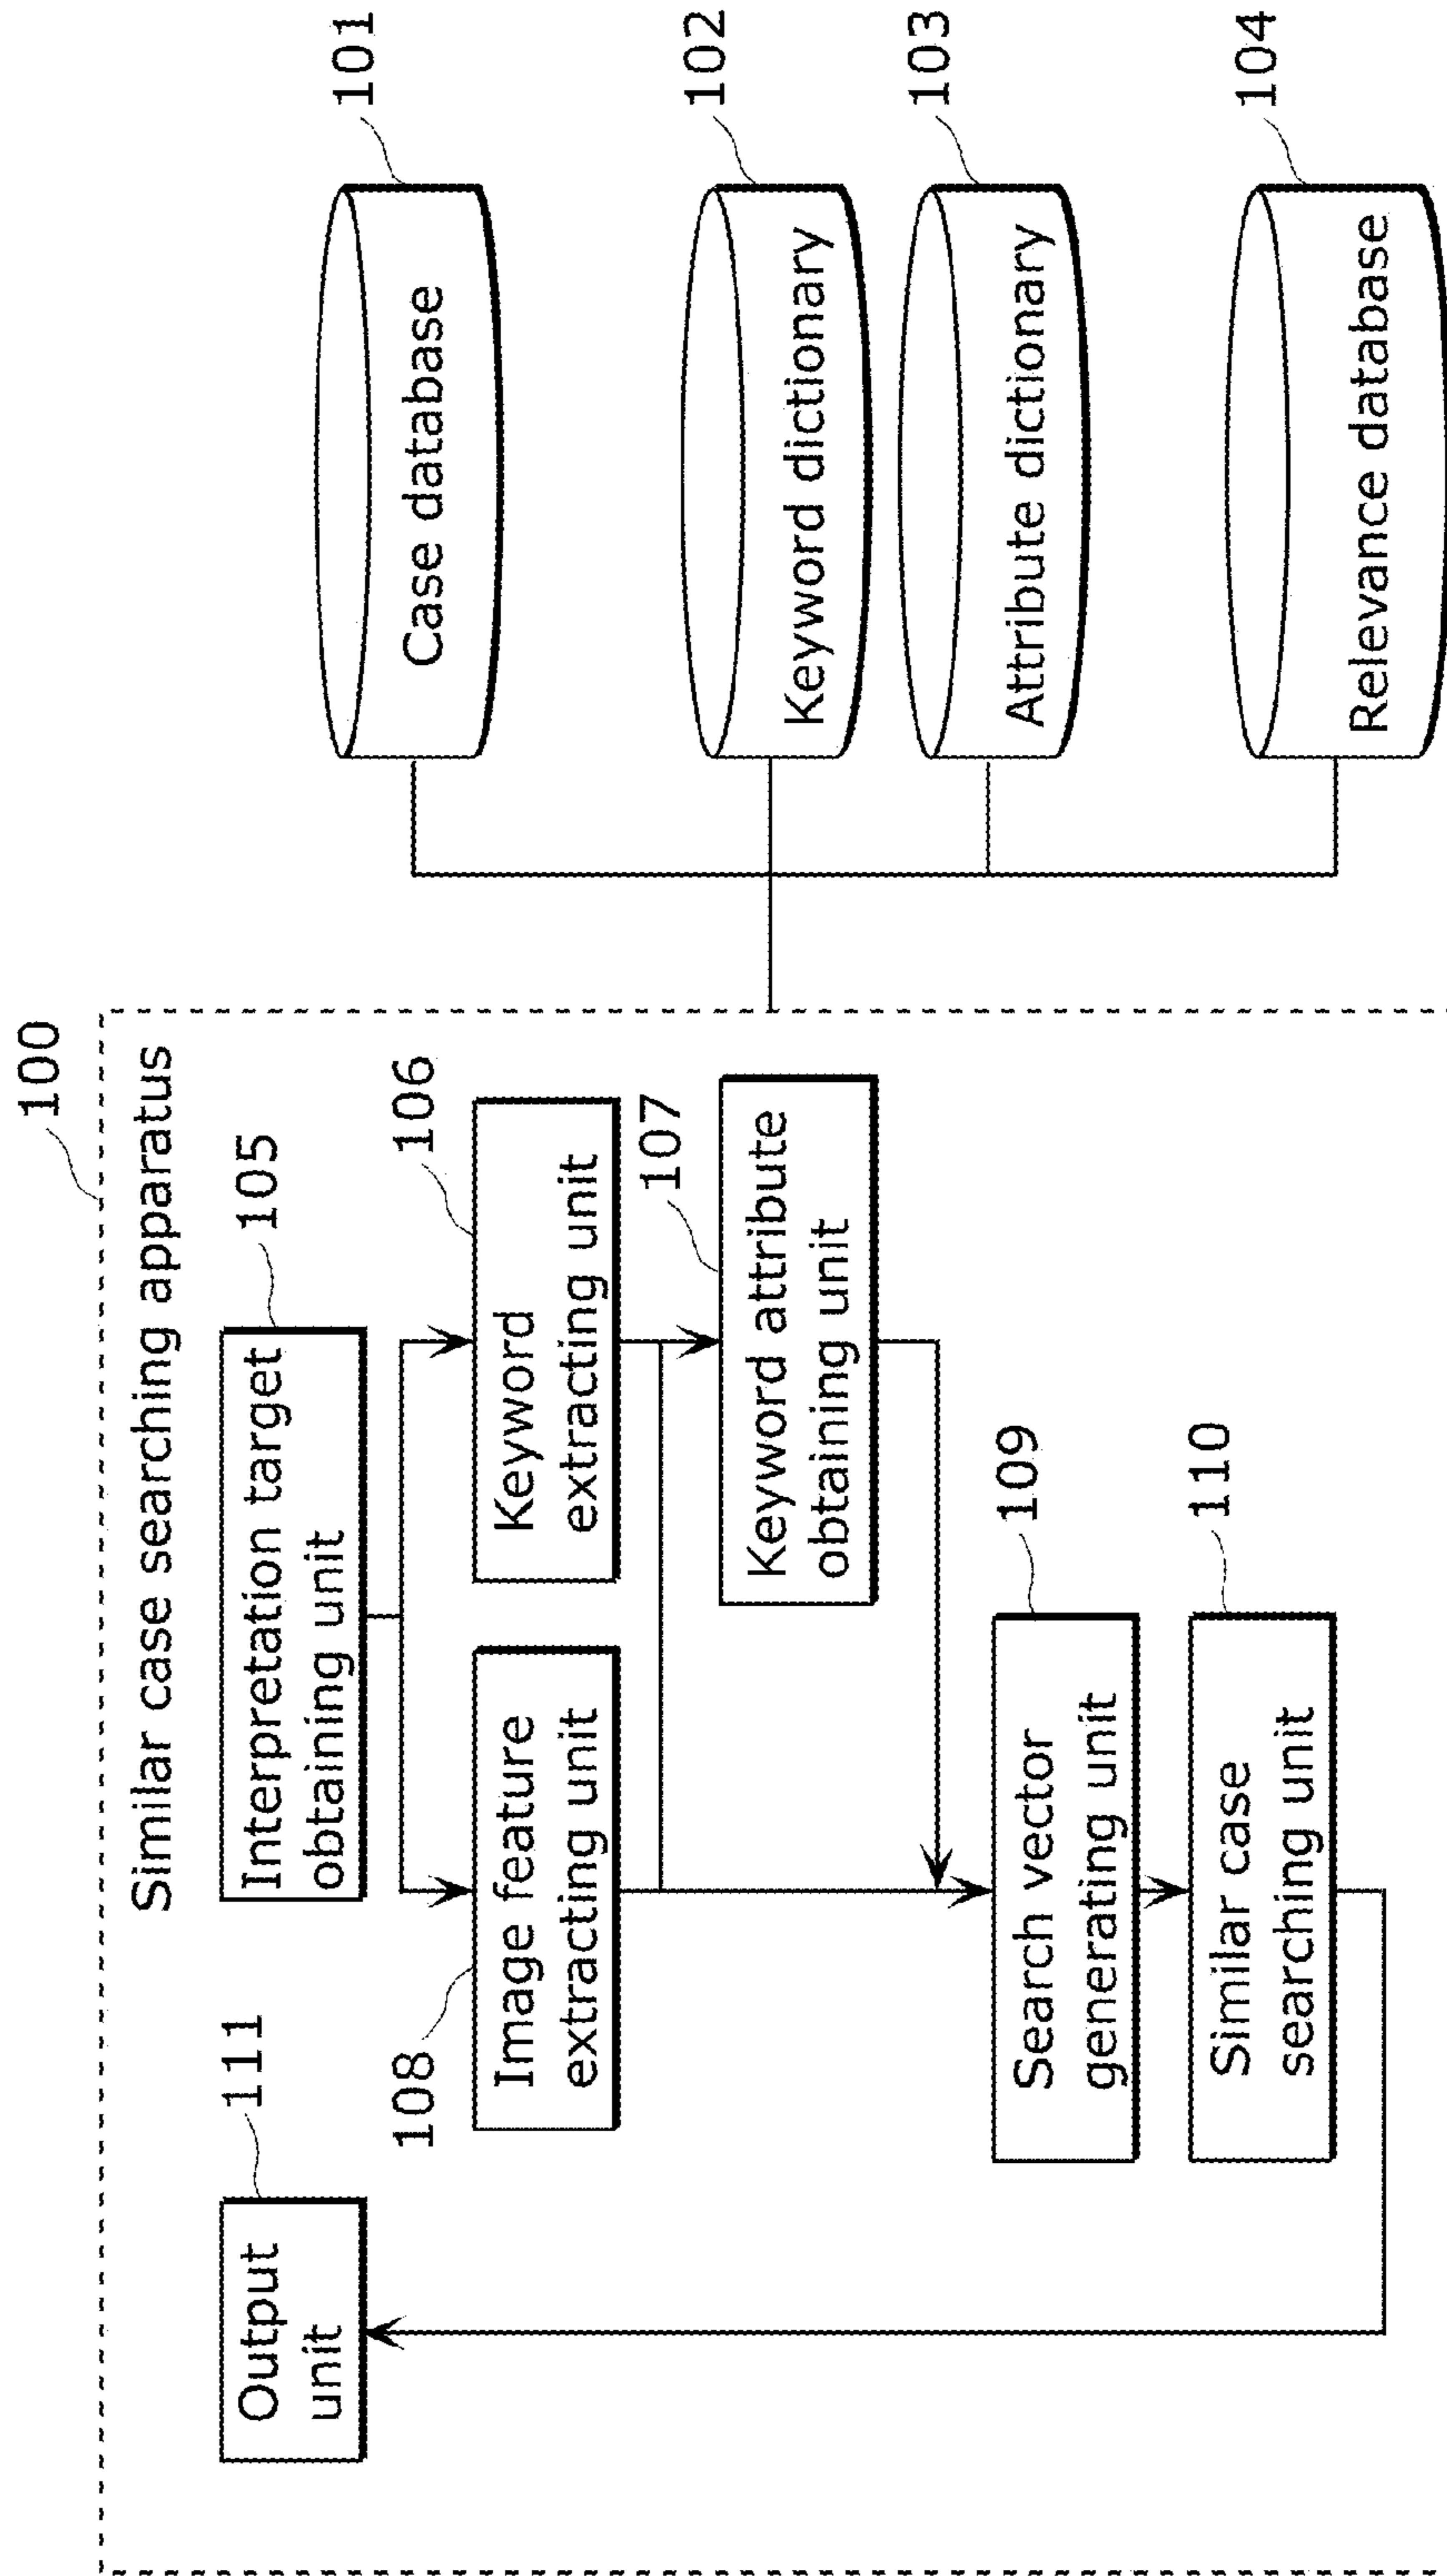 100
Similar case searching apparatus
111
Output
unit
105
Interpretation target
obtaining unit
108
Image feature
extracting unit
106
Keyword
extracting unit
107
Keyword attribute
obtaining unit
109
Search vector
generating unit
110
Similar case
searching unit
101
Case database
102
Keyword dictionary
103
Attribute dictionary
104
Relevance database